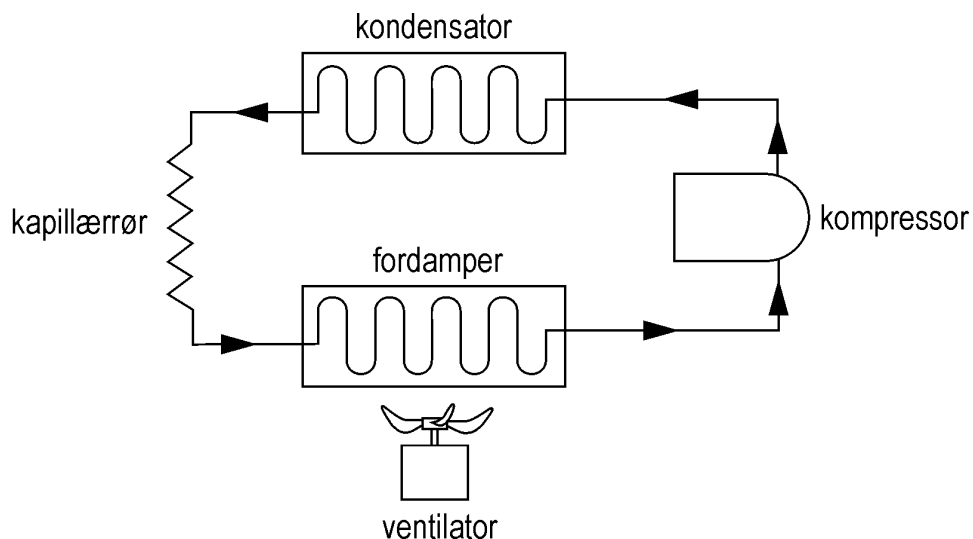 kondensator
kapillærrør
kompressor
fordamper
ventilator